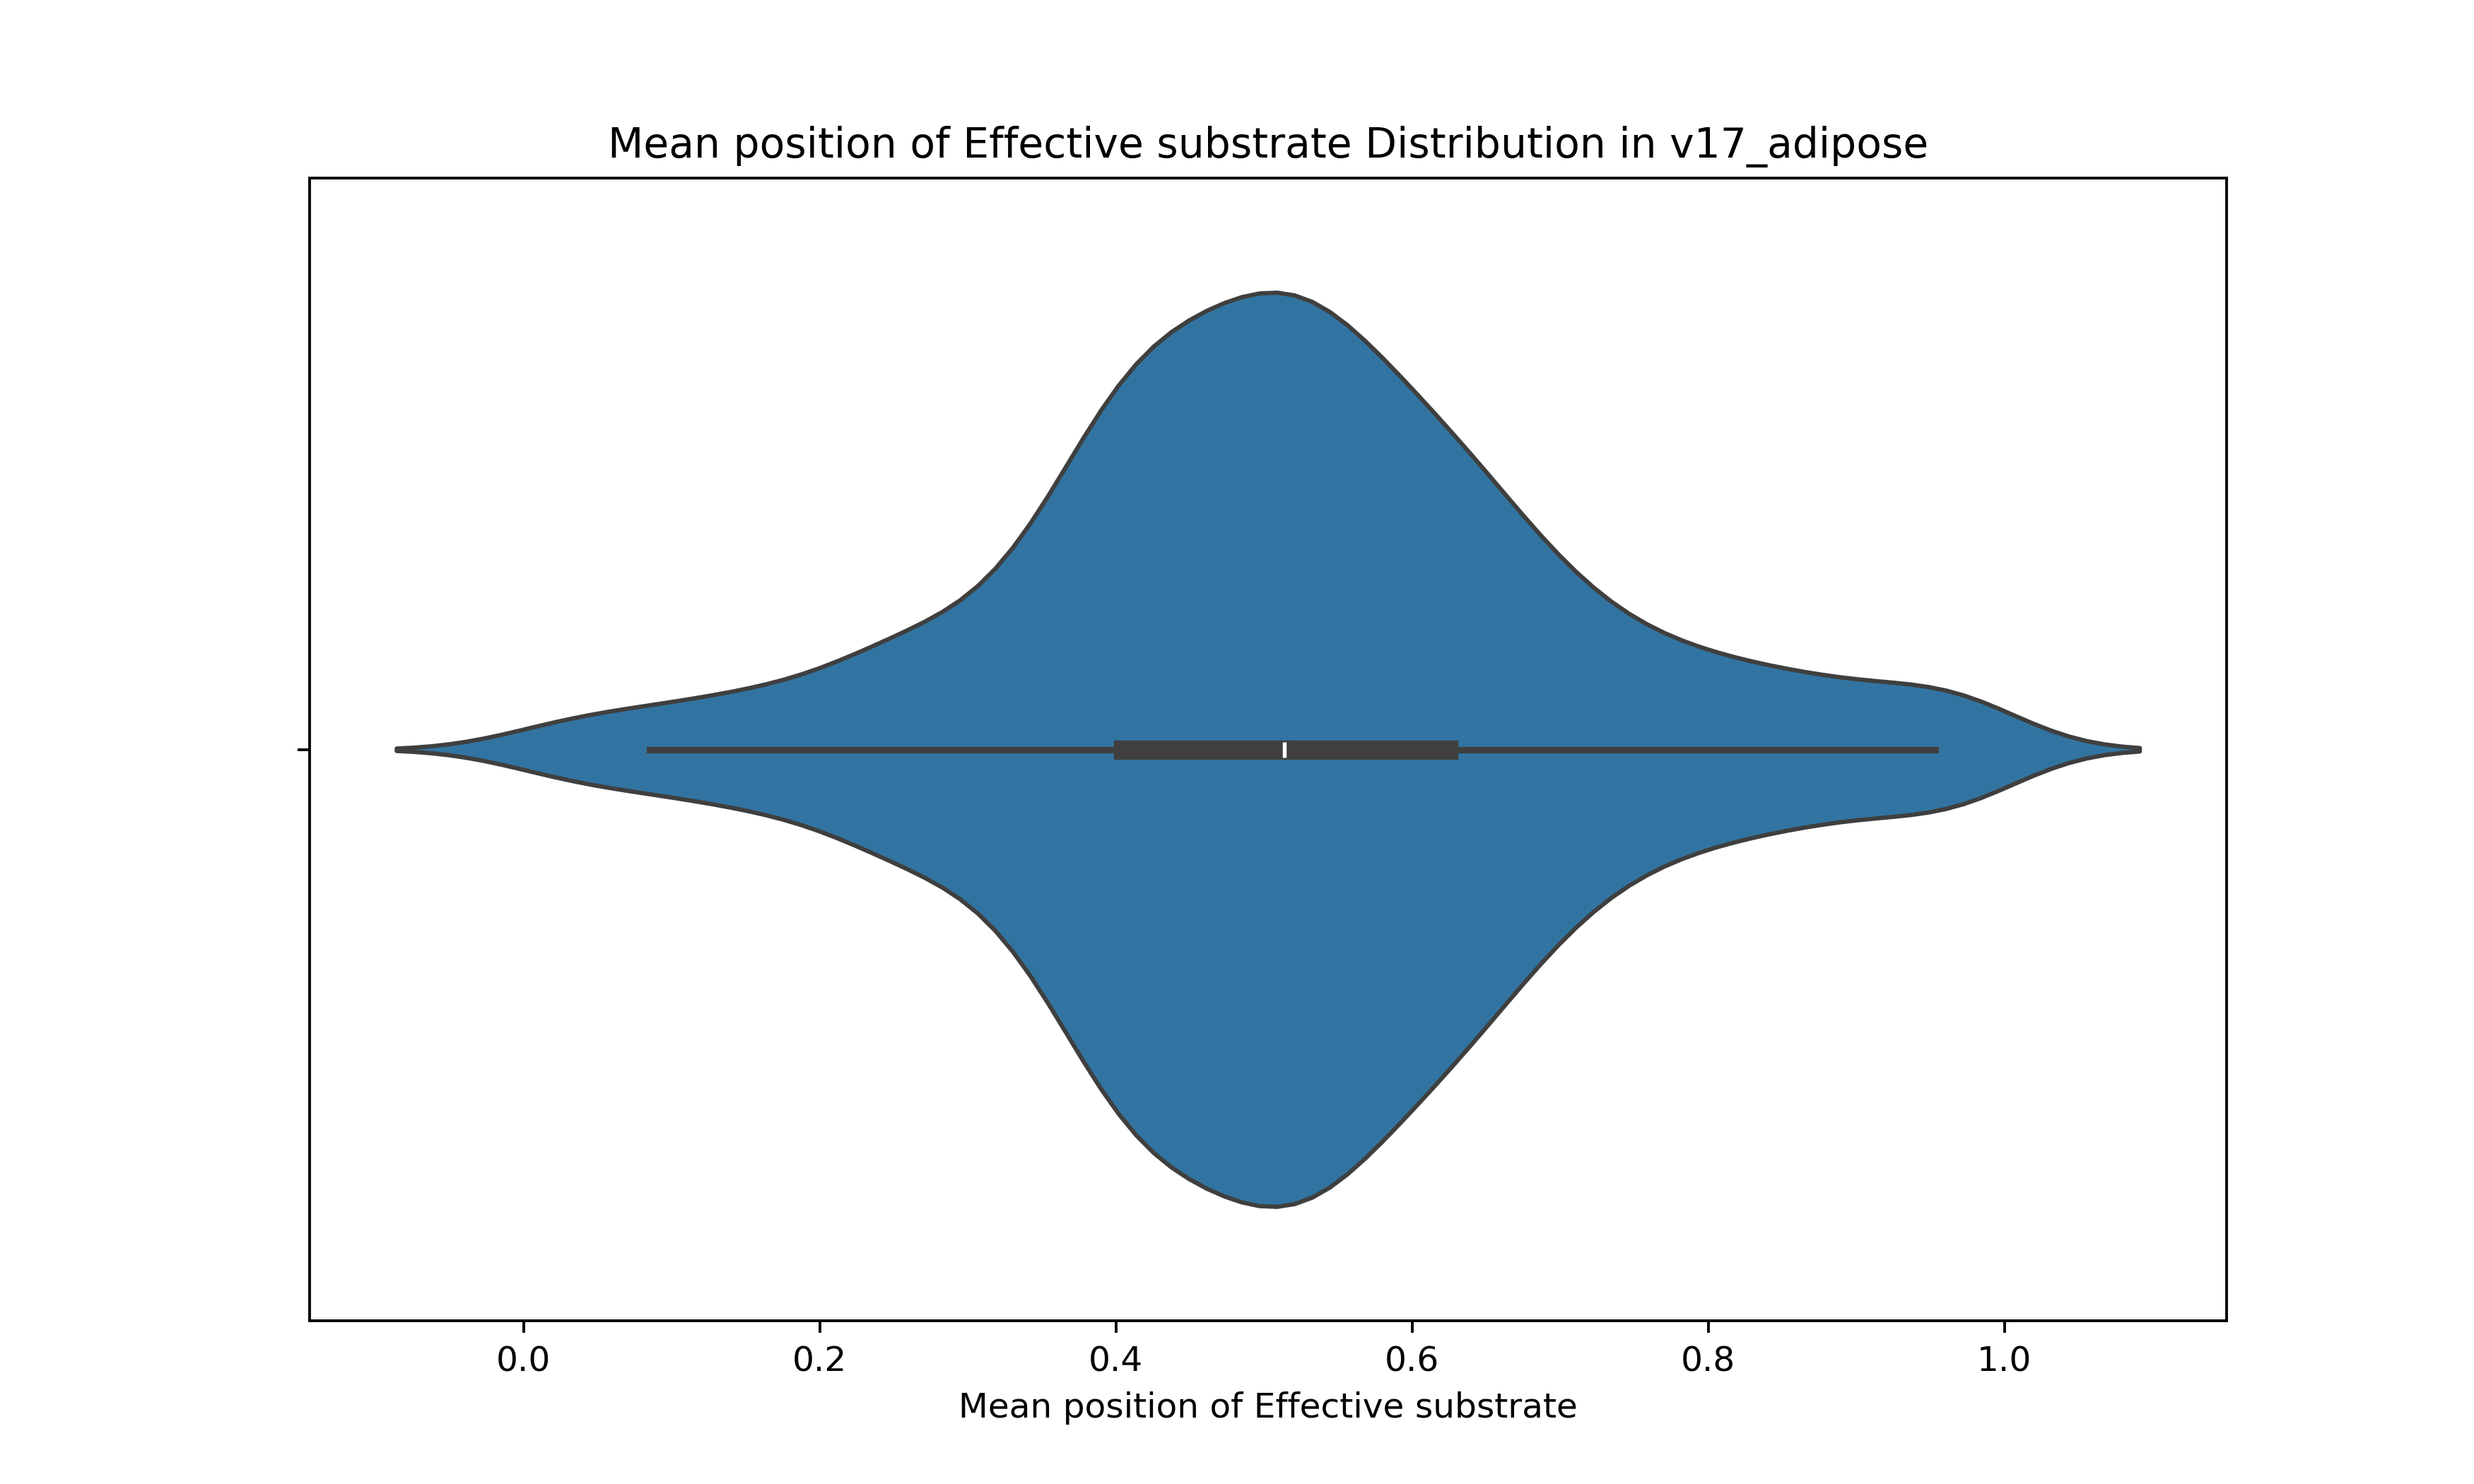 Mean position of Effective substrate Distribution in v17_adipose
0.0 0.2 0.4 0.6 0.8 1.0
Mean position of Effective substrate